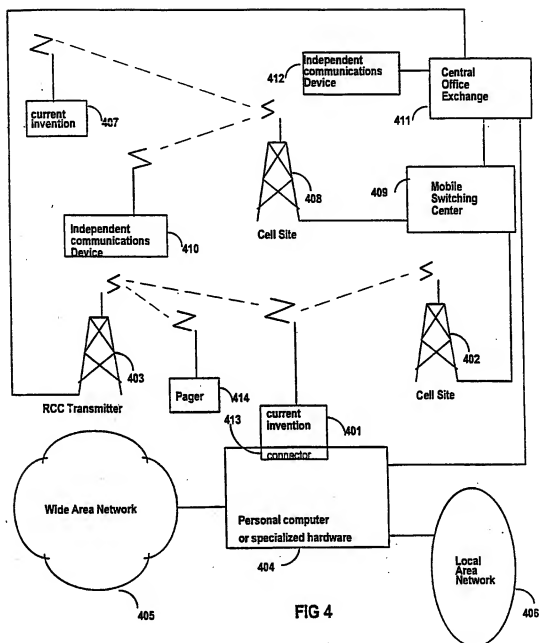 412
Independent
communications
Device
Central
Office
Exchange
411
current
invention
407
408
409
Mobile
Switching
Center
Independent
communications
Device
410
Cell Site
403
RCC Transmitter
Pager
414
402
Cell Site
413
current
invention
401
connector
Wide Area Network
Personal computer
or specialized hardware
404
Local
Area
Network
405
406
FIG 4